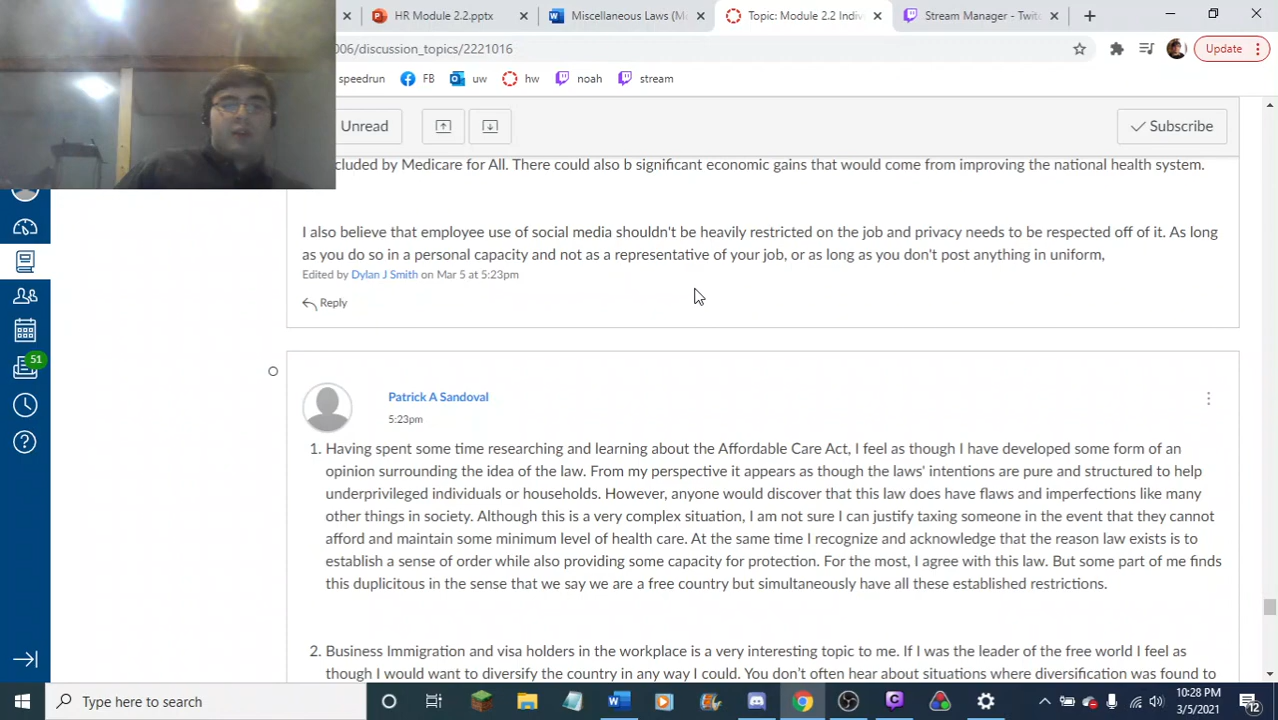 HR Module 2.2.pptx
Miscellaneous Laws (M
Topic: Module 2.2 Indivi
Stream Manager - Twitc
006/discussion_topics/2221016
Update
speedrun
FB
uw
hw
noah
stream
Unread
Subscribe
cluded by Medicare for All. There could also b significant economic gains that would come from improving the national health system.
I also believe that employee use of social media shouldn't be heavily restricted on the job and privacy needs to be respected off of it. As long
as you do so in a personal capacity and not as a representative of your job, or as long as you don't post anything in uniform,
Edited by Dylan J Smith on Mar 5 at 5:23pm
Reply
51
Patrick A Sandoval
5:23pm
1. Having spent some time researching and learning about the Affordable Care Act, I feel as though I have developed some form of an
opinion surrounding the idea of the law. From my perspective it appears as though the laws' intentions are pure and structured to help
underprivileged individuals or households. However, anyone would discover that this law does have flaws and imperfections like many
other things in society. Although this is a very complex situation, I am not sure I can justify taxing someone in the event that they cannot
afford and maintain some minimum level of health care. At the same time I recognize and acknowledge that the reason law exists is to
establish a sense of order while also providing some capacity for protection. For the most, I agree with this law. But some part of me finds
this duplicitous in the sense that we say we are a free country but simultaneously have all these established restrictions.
2. Business Immigration and visa holders in the workplace is a very interesting topic to me. If I was the leader of the free world I feel as
though I would want to diversify the country in any way I could. You don't often hear about situations where diversification was found to
Type here to search
10:28 PM
3/5/2021
12